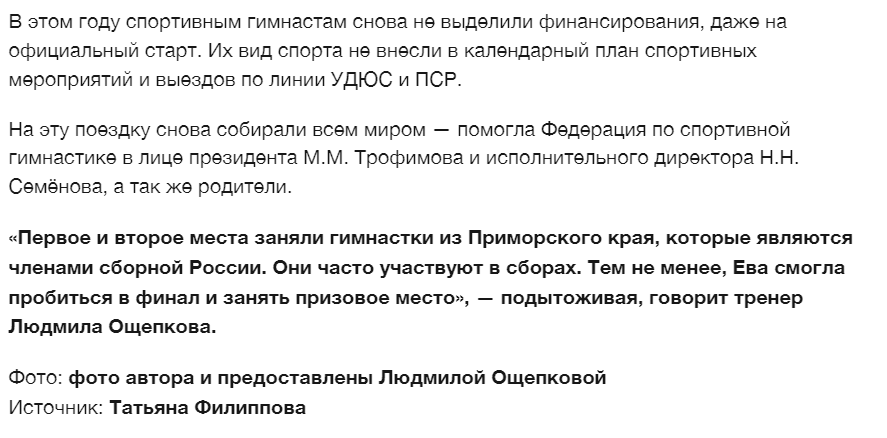 В этом году спортивным гимнастам снова не выделили финансирования, даже на
официальный старт. Их вид спорта не внесли в календарный план спортивных
мероприятий и выездов по линии УДЮС и ПСР.
На эту поездку снова собирали всем миром — помогла Федерация по спортивной
гимнастике в лице президента М.М. Трофимова и исполнительного директора Н.Н.
Семёнова, а так же родители.
«Первое и второе места заняли гимнастки из Приморского края, которые являются
членами сборной России. Они часто участвуют в сборах. Тем не менее, Ева смогла
пробиться в финал и занять призовое место», — подытоживая, говорит тренер
Людмила Ощепкова.
Фото: фото автора и предоставлены Людмилой Ощепковой
Источник: Татьяна Филиппова